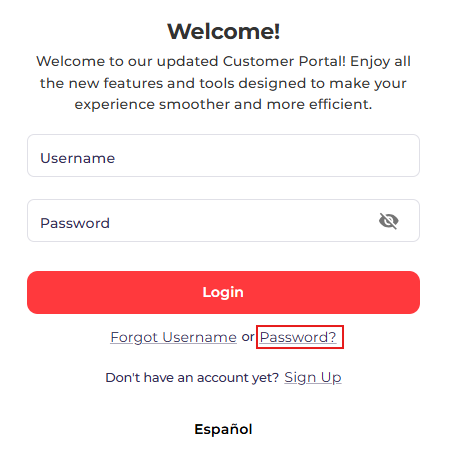 Welcome!
Welcome to our updated Customer Portal! Enjoy all
the new features and tools designed to make your
experience smoother and more efficient.
Username
Password
Login
Forgot Username or Password?
Don't have an account yet? Sign Up
Español